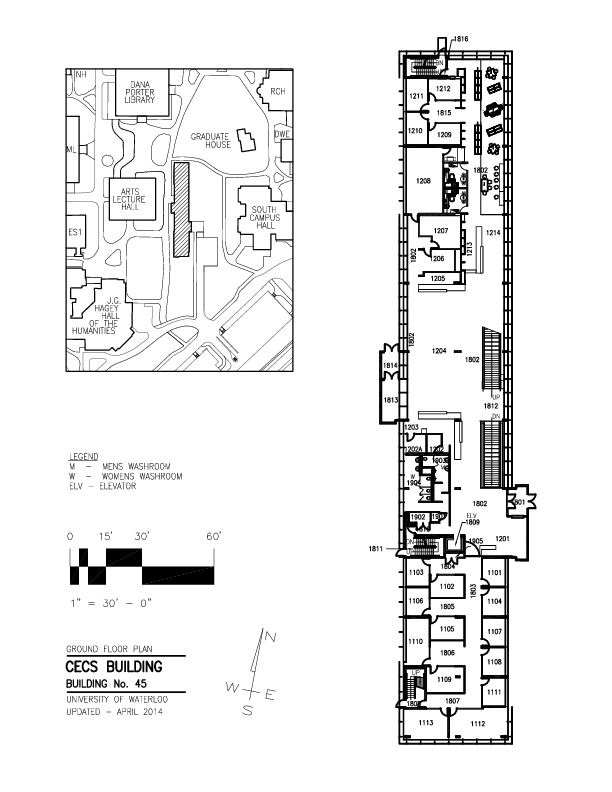 NH
DANA
PORTER
LIBRARY
RCH
GRADUATE
HOUSE
DWE
ML
ARTS
LECTURE
HALL
SOUTH
CAMPUS
HALL
ES1
J.G.
HAGEY
HALL
OF THE
HUMANITIES
LEGEND
M – MENS WASHROOM
W – WOMENS WASHROOM
ELV – ELEVATOR
0 15' 30' 60'
1" = 30' – 0"
GROUND FLOOR PLAN
CECS BUILDING
BUILDING No. 45
UNIVERSITY OF WATERLOO
UPDATED – APRIL 2014
N
W E
S
1816
DN
1212
1211
1815
1210
1209
1802
1208
1207
1214
1802
1213
1206
1205
1802
1204
1802
1814
UP
1813
1812
DN
1203
1202A
1202
W
1802
1801
1902
ELV
1809
1201
1811
DN
1905
1804
1103
1101
1102
1803
1106
1805
1104
1105
1107
1110
1806
1108
UP
1109
1111
1807
1113
1112